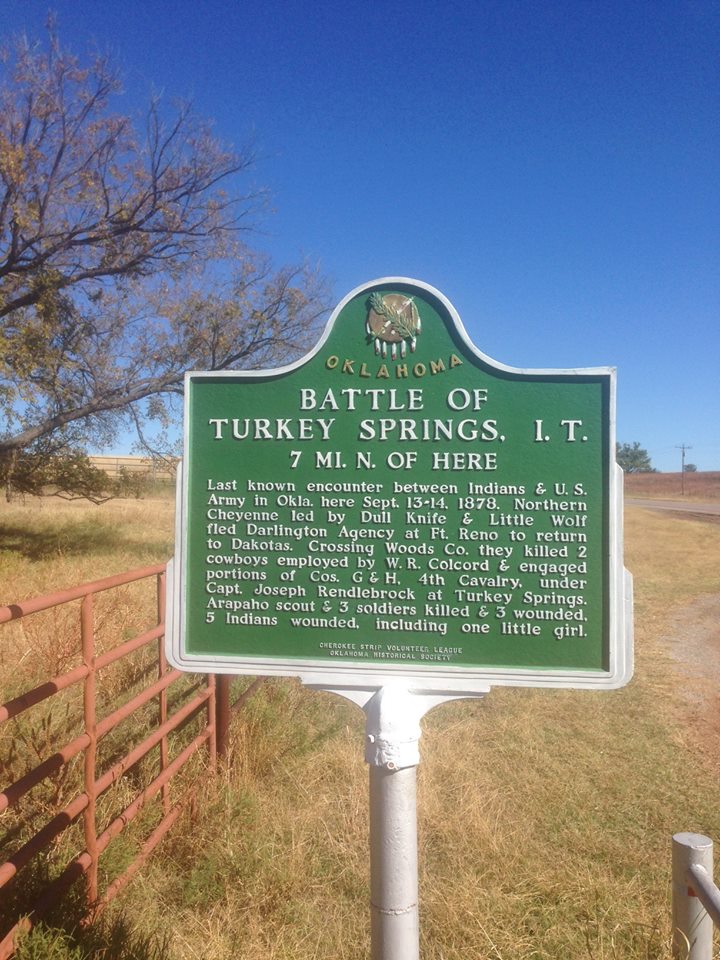 OKLAHOMA
BATTLE OF
TURKEY SPRINGS, I. T.
7 MI. N. OF HERE
Last known encounter between Indians & U. S.
Army in Okla. here Sept. 13-14, 1878. Northern
Cheyenne led by Dull Knife & Little Wolf
fled Darlington Agency at Ft. Reno to return
to Dakotas. Crossing Woods Co. they killed 2
cowboys employed by W. R. Colcord & engaged
portions of Cos. G & H, 4th Cavalry, under
Capt. Joseph Rendlebrock at Turkey Springs.
Arapaho scout & 3 soldiers killed & 3 wounded,
5 Indians wounded, including one little girl.
CHEROKEE STRIP VOLUNTEER LEAGUE
OKLAHOMA HISTORICAL SOCIETY